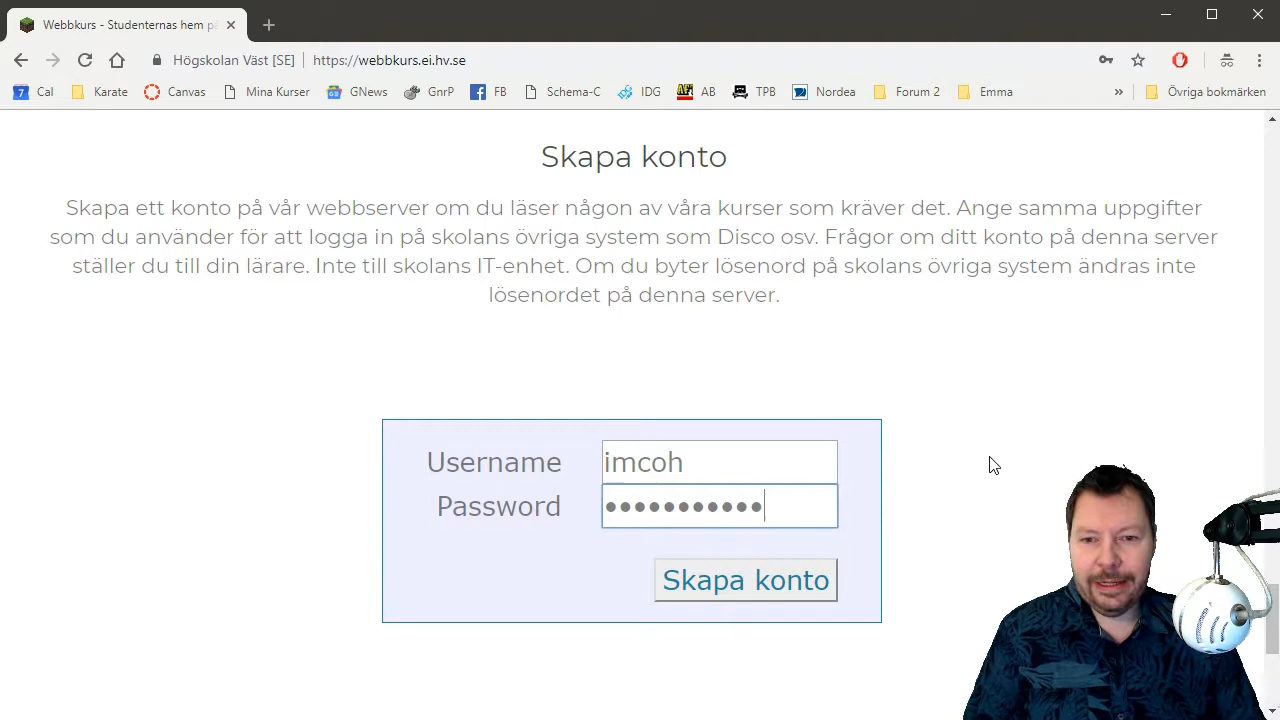 Webbkurs - Studenternas hem på
Högskolan Väst [SE] https://webbkurs.ei.hv.se
7 Cal Karate Canvas Mina Kurser GNews GnrP FB Schema-C IDG AB TPB Nordea Forum 2 Emma » Övriga bokmärken
Skapa konto
Skapa ett konto på vår webbserver om du läser någon av våra kurser som kräver det. Ange samma uppgifter
som du använder för att logga in på skolans övriga system som Disco osv. Frågor om ditt konto på denna server
ställer du till din lärare. Inte till skolans IT-enhet. Om du byter lösenord på skolans övriga system ändras inte
lösenordet på denna server.
Username imcoh
Password •••••••••••
Skapa konto